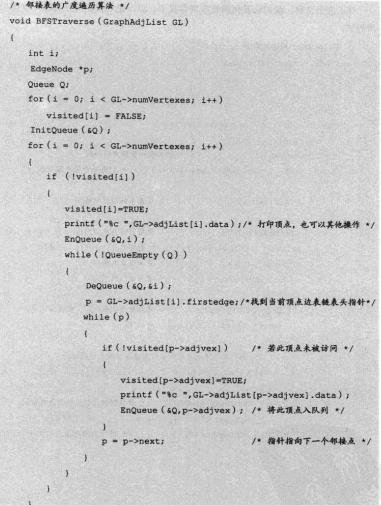 /* 邻接表的广度遍历算法 */
void BFSTraverse(GraphAdjList GL)
{
int i;
EdgeNode *p;
Queue Q;
for(i = 0; i < GL->numVertexes; i++)
visited[i] = FALSE;
InitQueue(&Q);
for(i = 0; i < GL->numVertexes; i++)
{
if (!visited[i])
{
visited[i]=TRUE;
printf("%c ",GL->adjList[i].data);/* 打印顶点，也可以其他操作 */
EnQueue(&Q,i);
while(!QueueEmpty(Q))
{
DeQueue(&Q,&i);
p = GL->adjList[i].firstedge;/*找到当前顶点边表链表头指针*/
while(p)
{
if(!visited[p->adjvex]) /* 若此顶点未被访问 */
{
visited[p->adjvex]=TRUE;
printf("%c ",GL->adjList[p->adjvex].data);
EnQueue(&Q,p->adjvex); /* 将此顶点入队列 */
}
p = p->next; /* 指针指向下一个邻接点 */
}
}
}
}